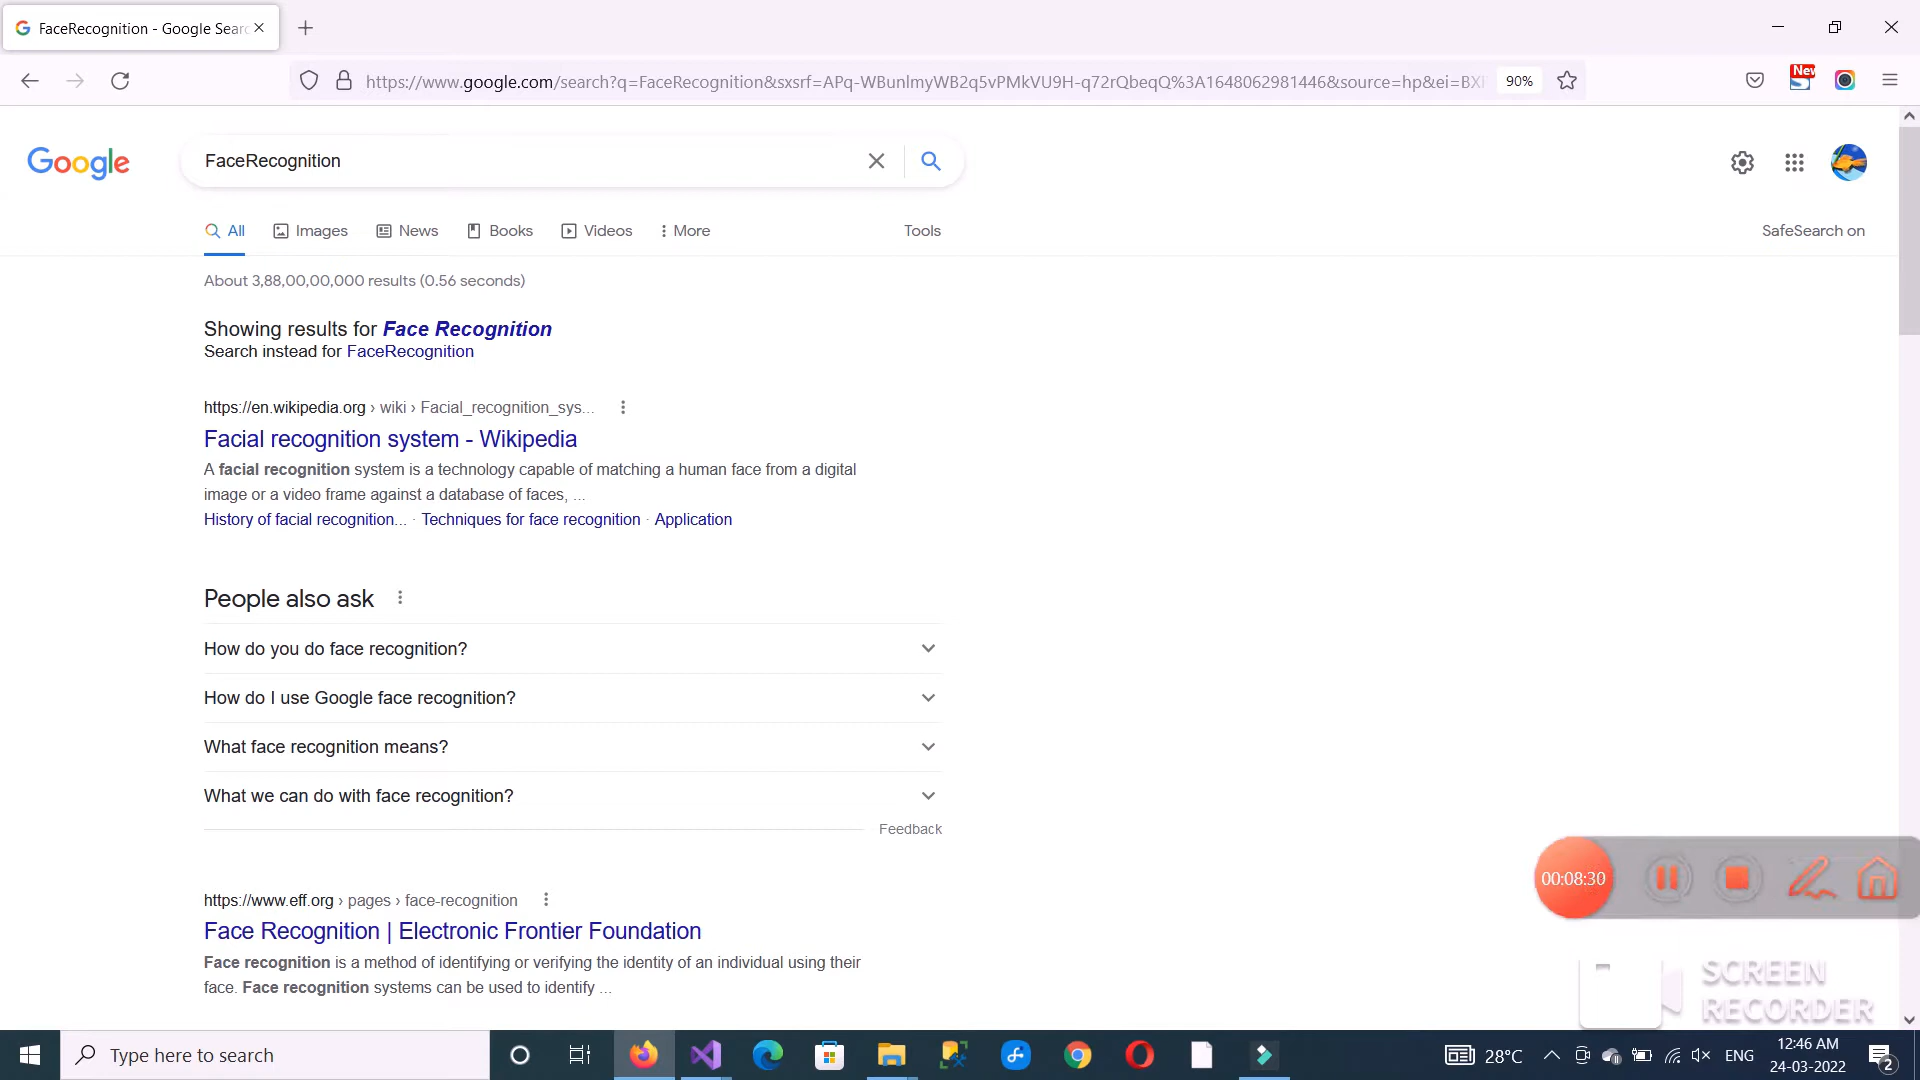 FaceRecognition - Google Sear
https://www.google.com/search?q=FaceRecognition&sxsrf=APq-WBunlmyWB2q5vPMkVU9H-q72rQbeqQ%3A1648062981446&source=hp&ei=BX
90%
New
Google
FaceRecognition
All
Images
News
Books
Videos
More
Tools
SafeSearch on
About 3,88,00,00,000 results (0.56 seconds)
Showing results for Face Recognition
Search instead for FaceRecognition
https://en.wikipedia.org › wiki › Facial_recognition_sys...
Facial recognition system - Wikipedia
A facial recognition system is a technology capable of matching a human face from a digital
image or a video frame against a database of faces, ...
History of facial recognition... · Techniques for face recognition · Application
People also ask
How do you do face recognition?
How do I use Google face recognition?
What face recognition means?
What we can do with face recognition?
Feedback
https://www.eff.org › pages › face-recognition
Face Recognition | Electronic Frontier Foundation
Face recognition is a method of identifying or verifying the identity of an individual using their
face. Face recognition systems can be used to identify ...
00:08:30
SCREEN
RECORDER
Type here to search
28°C
ENG
12:46 AM
24-03-2022
2